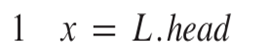 1 x = L.head